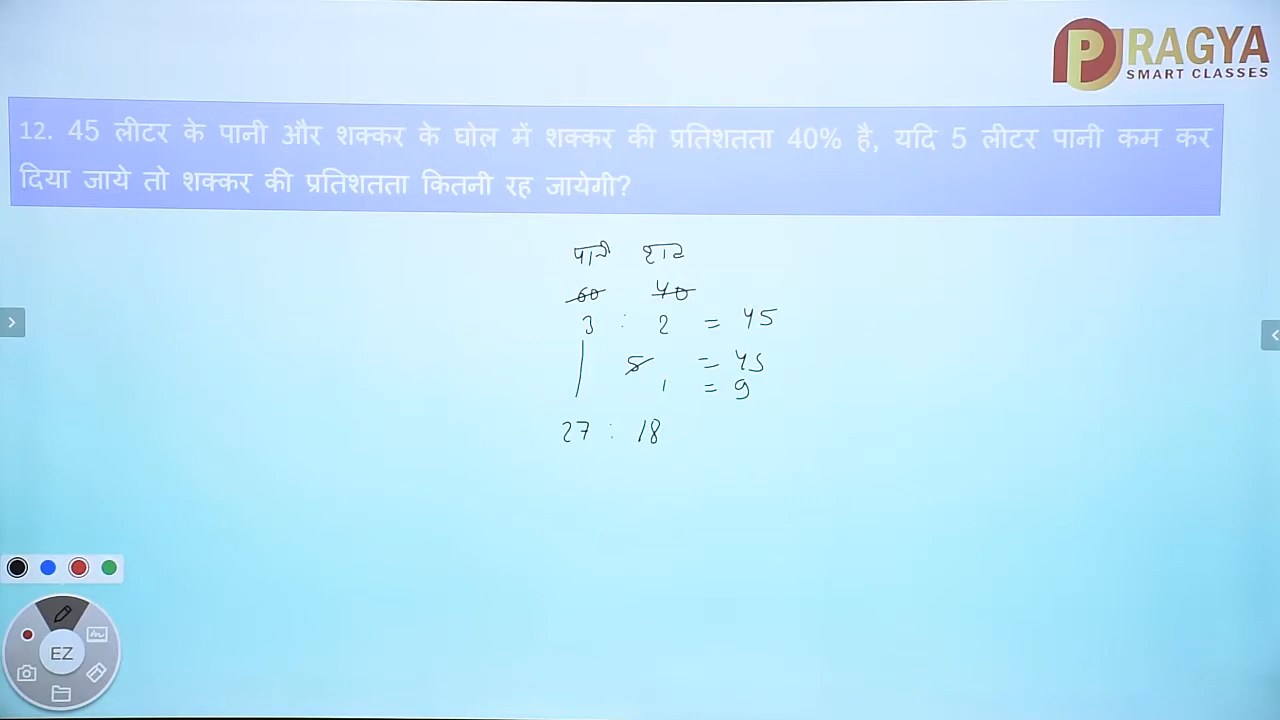 PRAGYA
SMART CLASSES
12. 45 लीटर के पानी और शक्कर के घोल में शक्कर की प्रतिशतता 40% है, यदि 5 लीटर पानी कम कर
दिया जाये तो शक्कर की प्रतिशतता कितनी रह जायेगी?
पानी
60 40
3 : 2 = 45
5 = 45
1 = 9
27 : 18
EZ